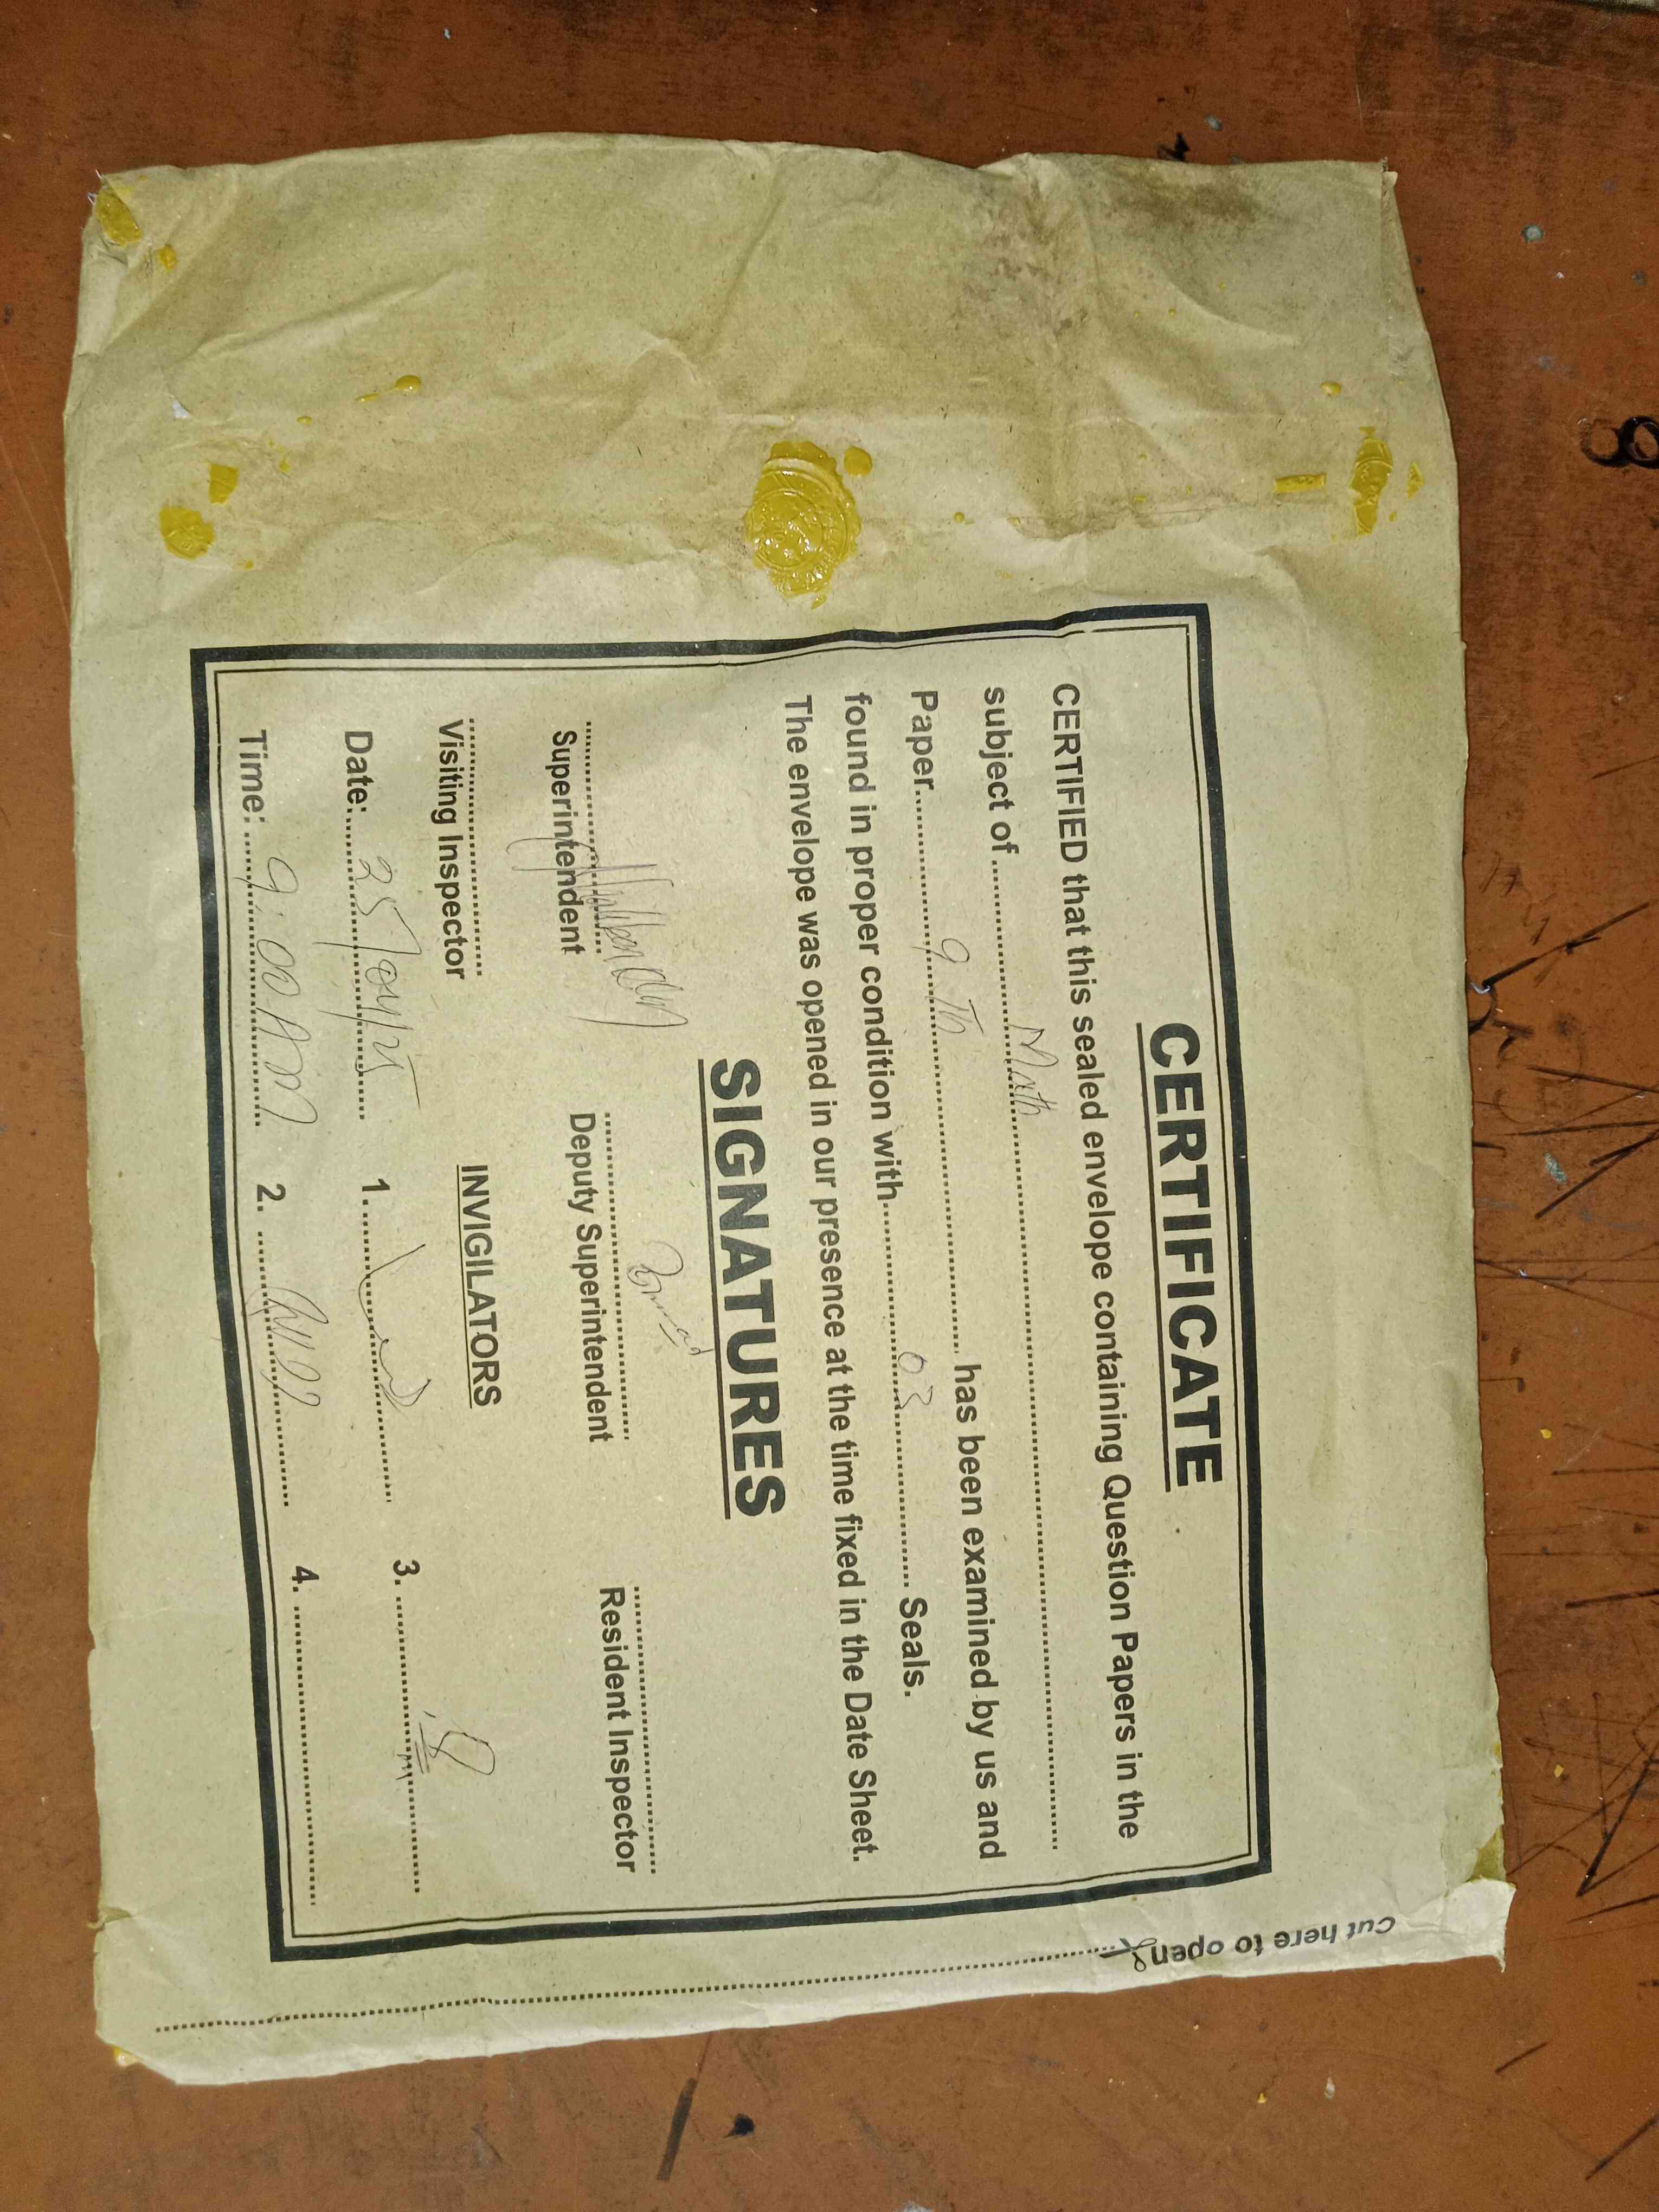 CERTIFICATE
CERTIFIED that this sealed envelope containing Question Papers in the
subject of.......... Math ..........
Paper.......... 9 Th .......... has been examined by us and
found in proper condition with.......... 03 .......... Seals.
The envelope was opened in our presence at the time fixed in the Date Sheet.
SIGNATURES
Superintendent Deputy Superintendent Resident Inspector
Visiting Inspector INVIGILATORS
Date:.......... 1........... 3. ..........
Time: .......... 9:00 AM 2. .......... 4. ..........
Cut here to open
8